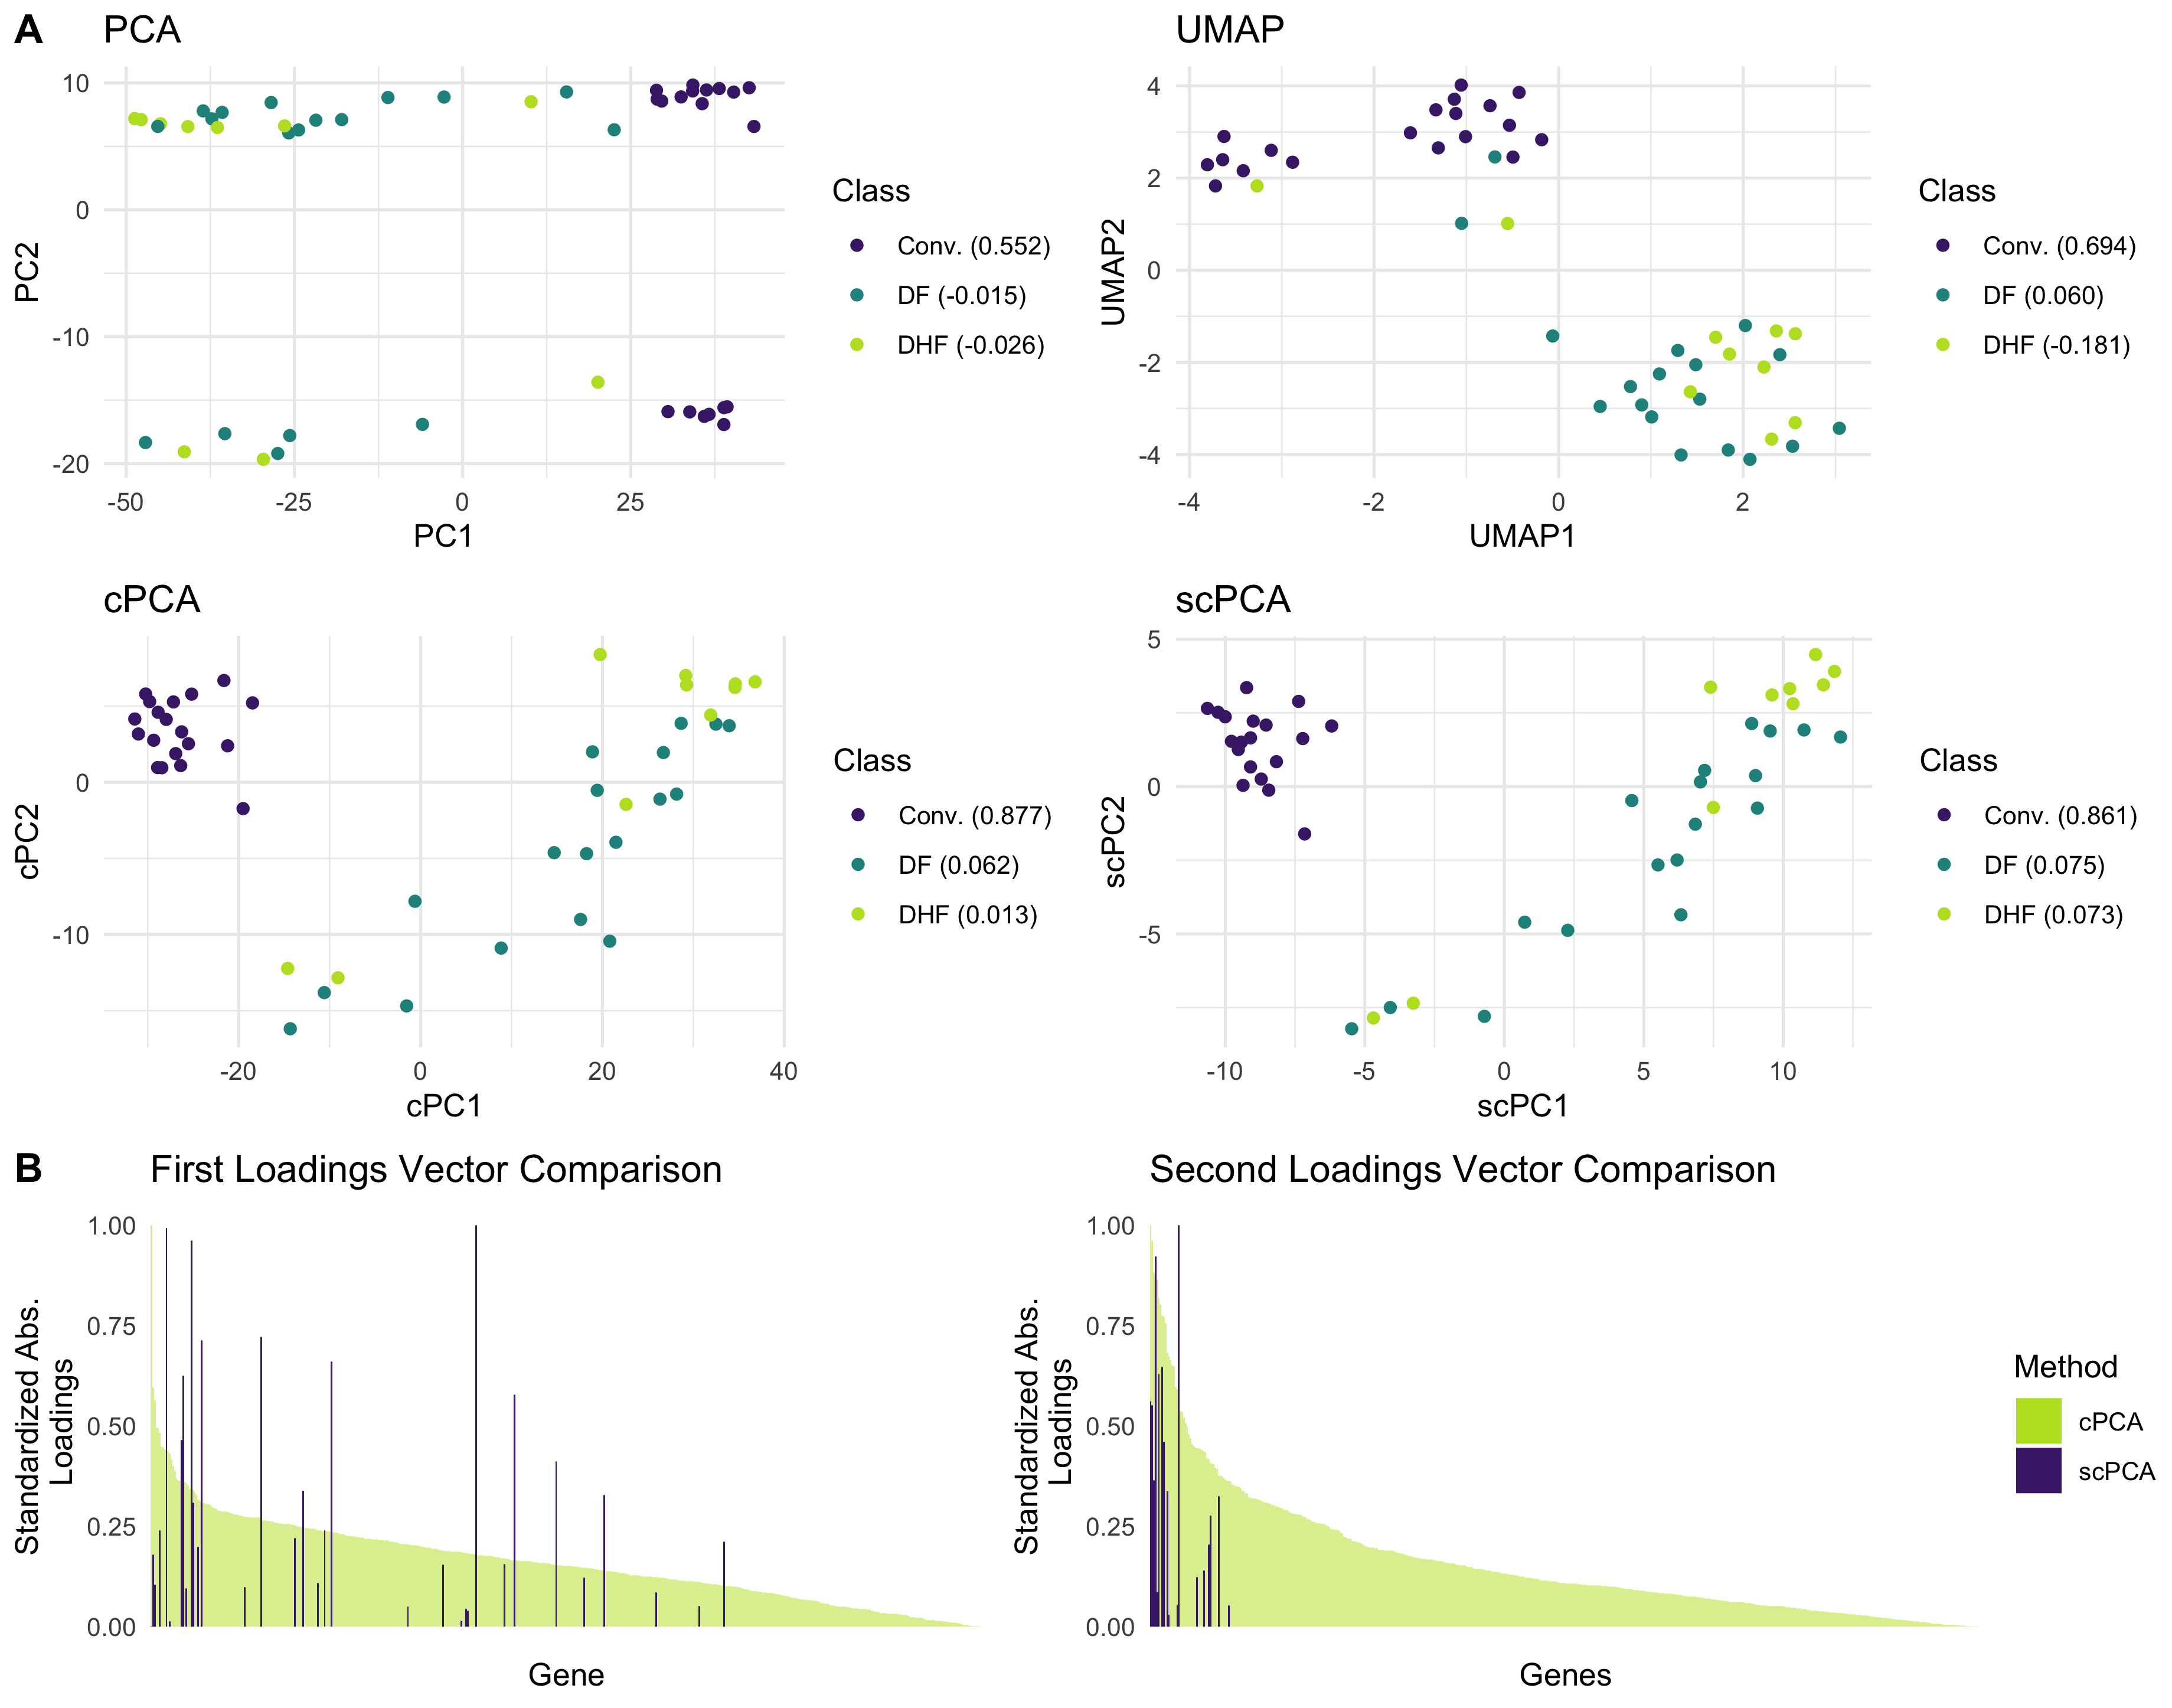 A
PCA
10
0
-10
-20
PC2
-50
-25
0
25
PC1
Class
Conv. (0.552)
DF (-0.015)
DHF (-0.026)
UMAP
4
2
0
-2
-4
UMAP2
-4
-2
0
2
UMAP1
Class
Conv. (0.694)
DF (0.060)
DHF (-0.181)
cPCA
0
-10
cPC2
-20
0
20
40
cPC1
Class
Conv. (0.877)
DF (0.062)
DHF (0.013)
scPCA
5
0
-5
scPC2
-10
-5
0
5
10
scPC1
Class
Conv. (0.861)
DF (0.075)
DHF (0.073)
B
First Loadings Vector Comparison
1.00
0.75
0.50
0.25
0.00
Standardized Abs.
Loadings
Gene
Second Loadings Vector Comparison
1.00
0.75
0.50
0.25
0.00
Standardized Abs.
Loadings
Genes
Method
cPCA
scPCA